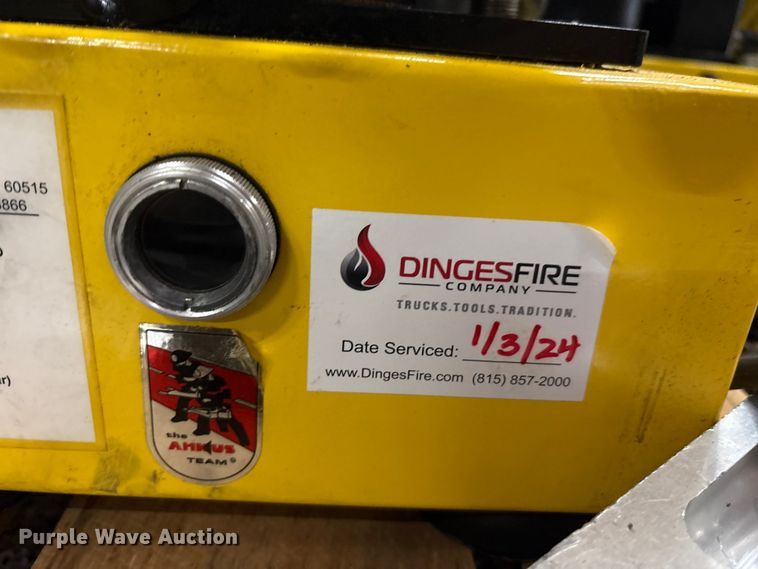 60515
866
r)
DINGESFIRE
COMPANY
TRUCKS.TOOLS.TRADITION.
Date Serviced: 1/3/24
www.DingesFire.com (815) 857-2000
the
AMKUS
TEAM®
Purple Wave Auction